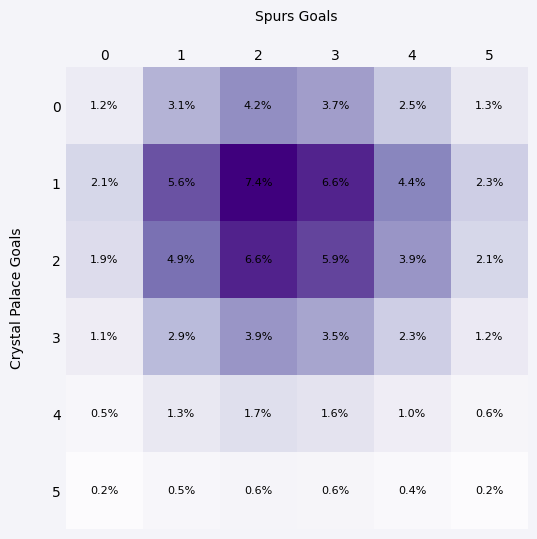 Spurs Goals
0 1 2 3 4 5
0 1.2% 3.1% 4.2% 3.7% 2.5% 1.3%
1 2.1% 5.6% 7.4% 6.6% 4.4% 2.3%
2 1.9% 4.9% 6.6% 5.9% 3.9% 2.1%
3 1.1% 2.9% 3.9% 3.5% 2.3% 1.2%
4 0.5% 1.3% 1.7% 1.6% 1.0% 0.6%
5 0.2% 0.5% 0.6% 0.6% 0.4% 0.2%
Crystal Palace Goals